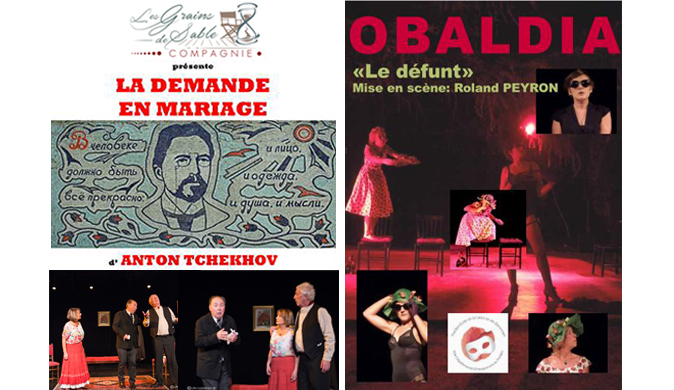 Les Grains
de Sable
COMPAGNIE
présente
LA DEMANDE
EN MARIAGE
В человеке
должно быть
всё прекрасно:
и лицо,
и одежда,
и душа, и мысли.
d' ANTON TCHEKHOV
OBALDIA
«Le défunt»
Mise en scène: Roland PEYRON